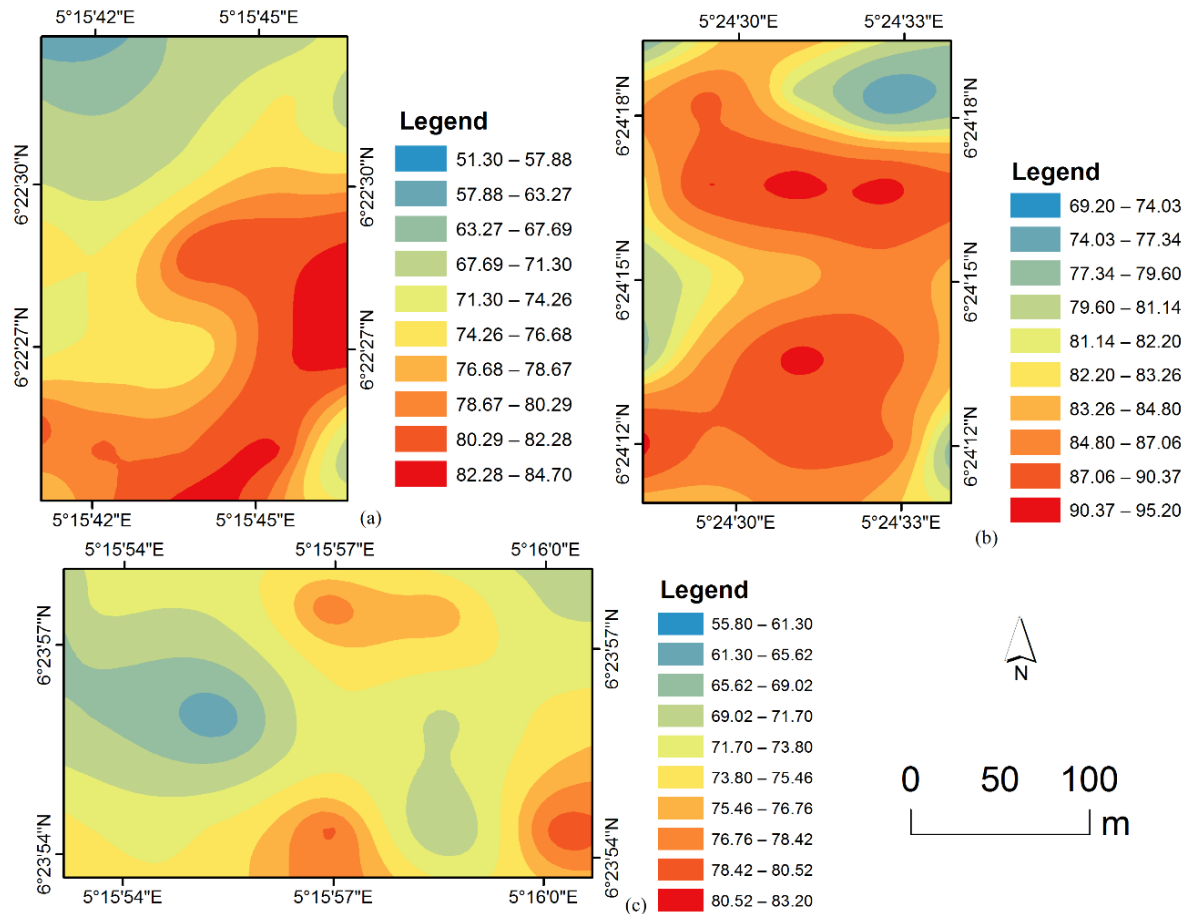 5°15'42"E 5°15'45"E
6°22'30"N 6°22'30"N
6°22'27"N 6°22'27"N
5°15'42"E 5°15'45"E
(a)
Legend
51.30 – 57.88
57.88 – 63.27
63.27 – 67.69
67.69 – 71.30
71.30 – 74.26
74.26 – 76.68
76.68 – 78.67
78.67 – 80.29
80.29 – 82.28
82.28 – 84.70
5°24'30"E 5°24'33"E
6°24'18"N 6°24'18"N
6°24'15"N 6°24'15"N
6°24'12"N 6°24'12"N
5°24'30"E 5°24'33"E
(b)
Legend
69.20 – 74.03
74.03 – 77.34
77.34 – 79.60
79.60 – 81.14
81.14 – 82.20
82.20 – 83.26
83.26 – 84.80
84.80 – 87.06
87.06 – 90.37
90.37 – 95.20
5°15'54"E 5°15'57"E 5°16'0"E
6°23'57"N 6°23'57"N
6°23'54"N 6°23'54"N
5°15'54"E 5°15'57"E 5°16'0"E
(c)
Legend
55.80 – 61.30
61.30 – 65.62
65.62 – 69.02
69.02 – 71.70
71.70 – 73.80
73.80 – 75.46
75.46 – 76.76
76.76 – 78.42
78.42 – 80.52
80.52 – 83.20
N
0 50 100
m